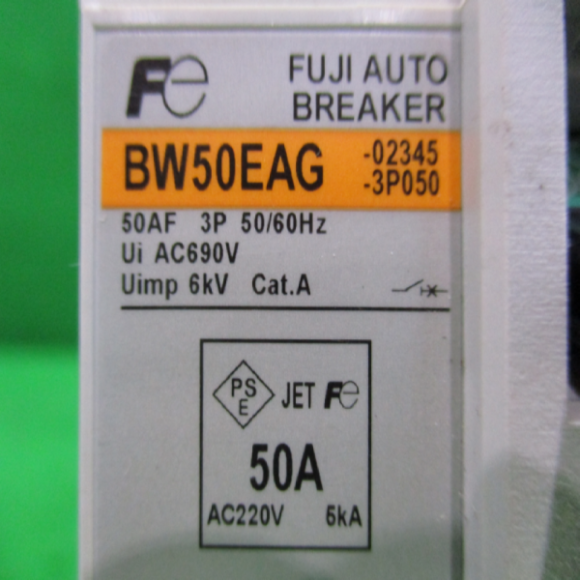 Fe FUJI AUTO
BREAKER
BW50EAG -02345
-3P050
50AF 3P 50/60Hz
Ui AC690V
Uimp 6kV Cat.A
PS
E JET Fe
50A
AC220V 5kA